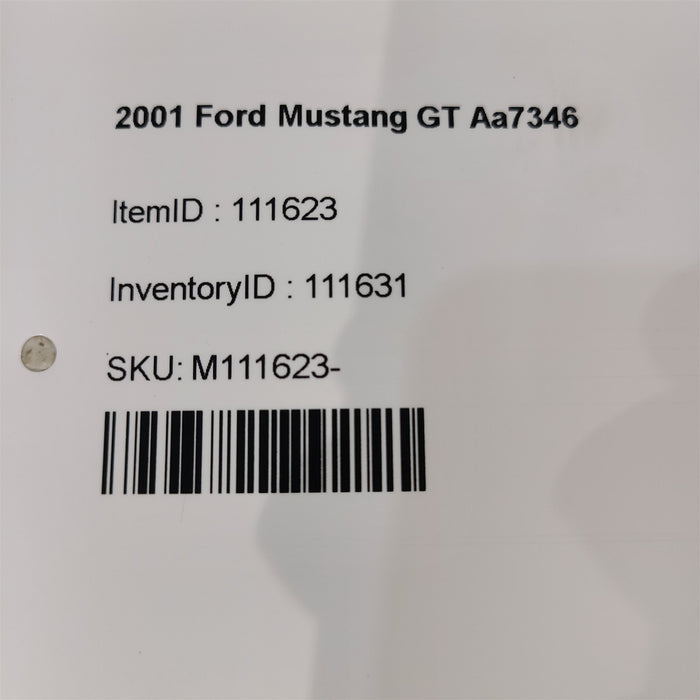 2001 Ford Mustang GT Aa7346
ItemID : 111623
InventoryID : 111631
SKU: M111623-